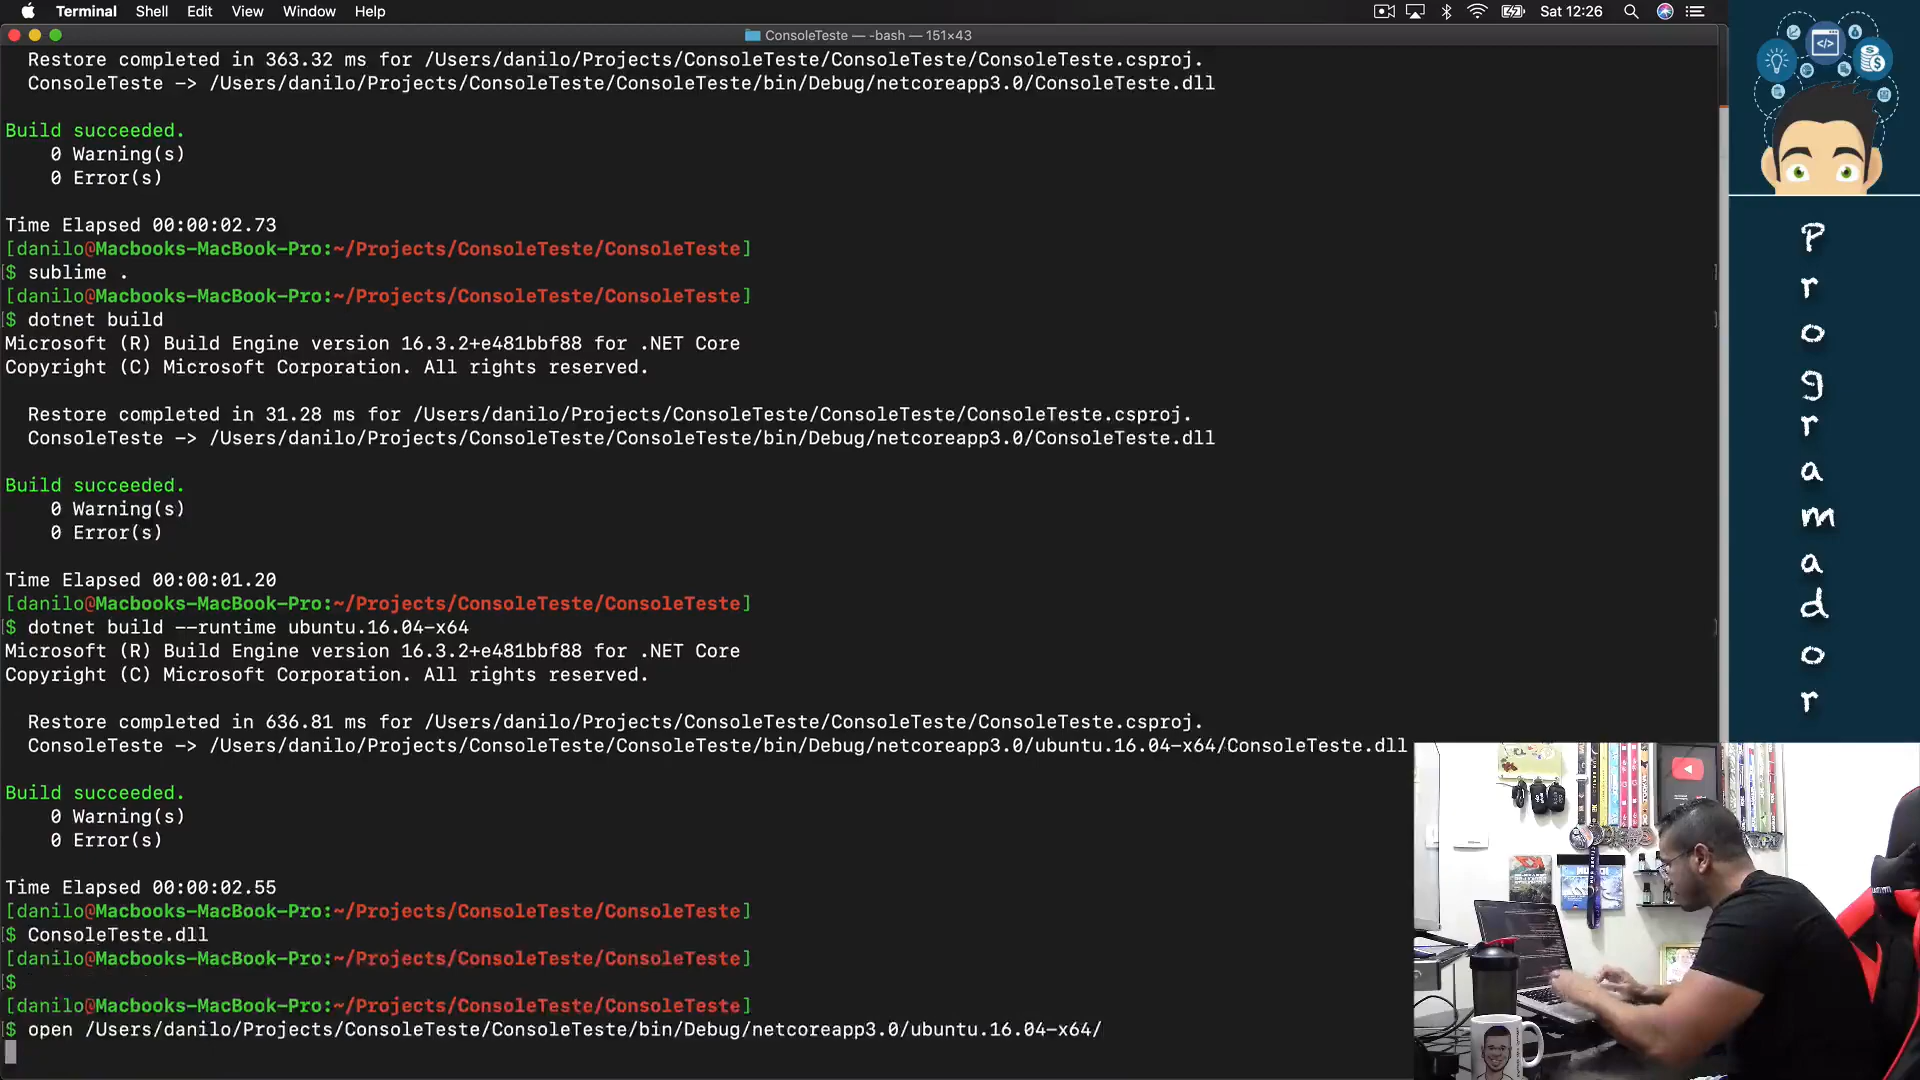 Terminal Shell Edit View Window Help Sat 12:26
ConsoleTeste — -bash — 151×43
Restore completed in 363.32 ms for /Users/danilo/Projects/ConsoleTeste/ConsoleTeste/ConsoleTeste.csproj.
ConsoleTeste -> /Users/danilo/Projects/ConsoleTeste/ConsoleTeste/bin/Debug/netcoreapp3.0/ConsoleTeste.dll
Build succeeded.
0 Warning(s)
0 Error(s)
Time Elapsed 00:00:02.73
[danilo@Macbooks-MacBook-Pro:~/Projects/ConsoleTeste/ConsoleTeste]
$ sublime .
[danilo@Macbooks-MacBook-Pro:~/Projects/ConsoleTeste/ConsoleTeste]
$ dotnet build
Microsoft (R) Build Engine version 16.3.2+e481bbf88 for .NET Core
Copyright (C) Microsoft Corporation. All rights reserved.
Restore completed in 31.28 ms for /Users/danilo/Projects/ConsoleTeste/ConsoleTeste/ConsoleTeste.csproj.
ConsoleTeste -> /Users/danilo/Projects/ConsoleTeste/ConsoleTeste/bin/Debug/netcoreapp3.0/ConsoleTeste.dll
Build succeeded.
0 Warning(s)
0 Error(s)
Time Elapsed 00:00:01.20
[danilo@Macbooks-MacBook-Pro:~/Projects/ConsoleTeste/ConsoleTeste]
$ dotnet build --runtime ubuntu.16.04-x64
Microsoft (R) Build Engine version 16.3.2+e481bbf88 for .NET Core
Copyright (C) Microsoft Corporation. All rights reserved.
Restore completed in 636.81 ms for /Users/danilo/Projects/ConsoleTeste/ConsoleTeste/ConsoleTeste.csproj.
ConsoleTeste -> /Users/danilo/Projects/ConsoleTeste/ConsoleTeste/bin/Debug/netcoreapp3.0/ubuntu.16.04-x64/ConsoleTeste.dll
Build succeeded.
0 Warning(s)
0 Error(s)
Time Elapsed 00:00:02.55
[danilo@Macbooks-MacBook-Pro:~/Projects/ConsoleTeste/ConsoleTeste]
$ ConsoleTeste.dll
[danilo@Macbooks-MacBook-Pro:~/Projects/ConsoleTeste/ConsoleTeste]
$
[danilo@Macbooks-MacBook-Pro:~/Projects/ConsoleTeste/ConsoleTeste]
$ open /Users/danilo/Projects/ConsoleTeste/ConsoleTeste/bin/Debug/netcoreapp3.0/ubuntu.16.04-x64/
</>
Programador